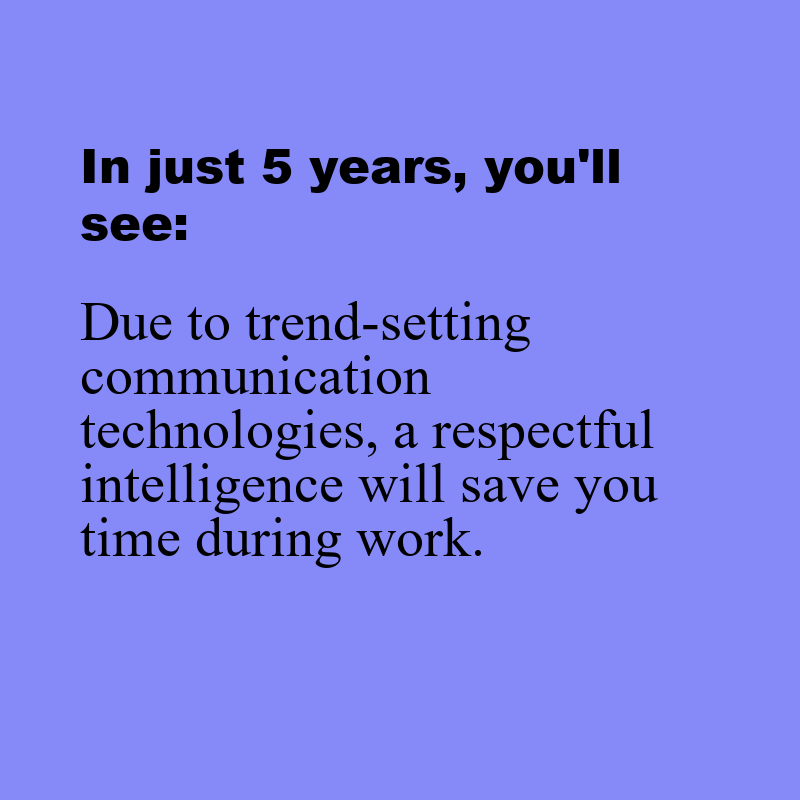 In just 5 years, you'll
see:
Due to trend-setting
communication
technologies, a respectful
intelligence will save you
time during work.